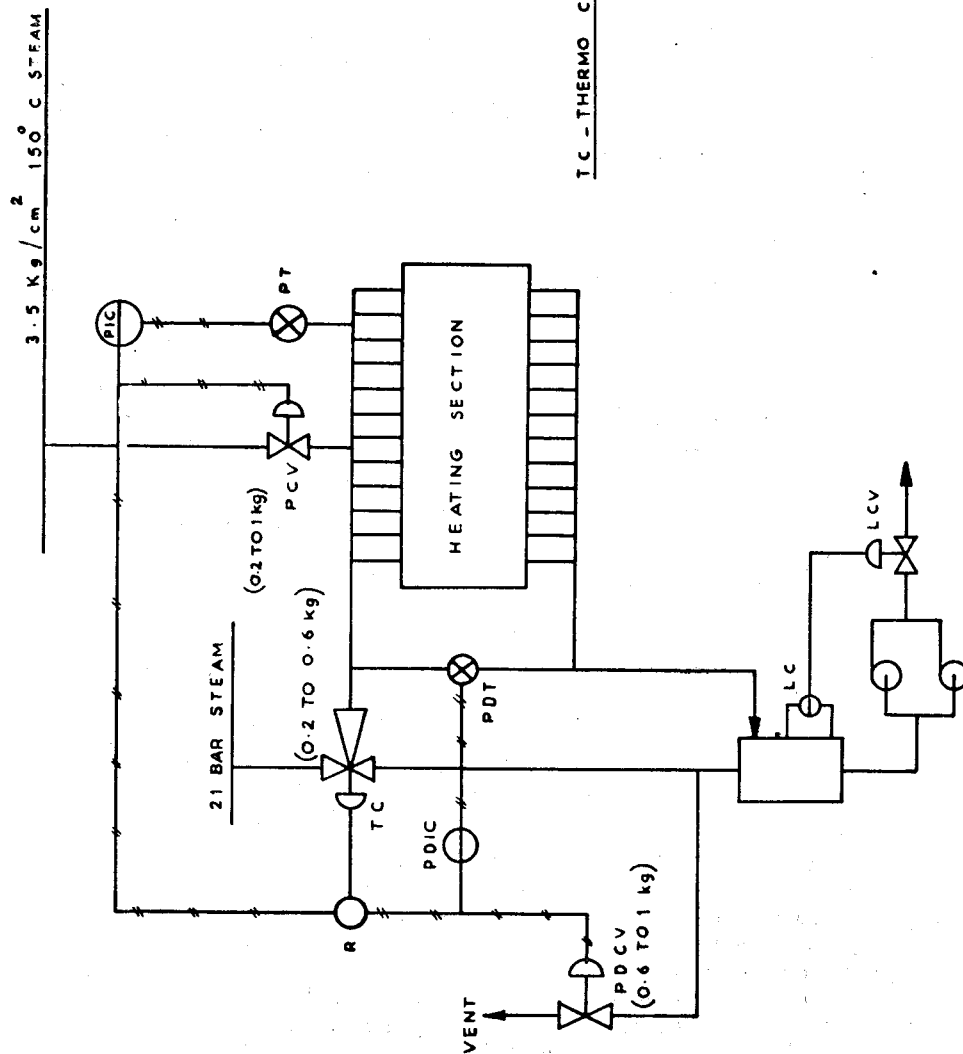 3.5 Kg/cm² 150° C STEAM
PIC
PT
PCV
(0.2 TO 1 kg)
HEATING SECTION
TC - THERMO C
21 BAR STEAM
(0.2 TO 0.6 kg)
TC
R
PDT
PDIC
LC
LCV
VENT
PDCV
(0.6 TO 1 kg)